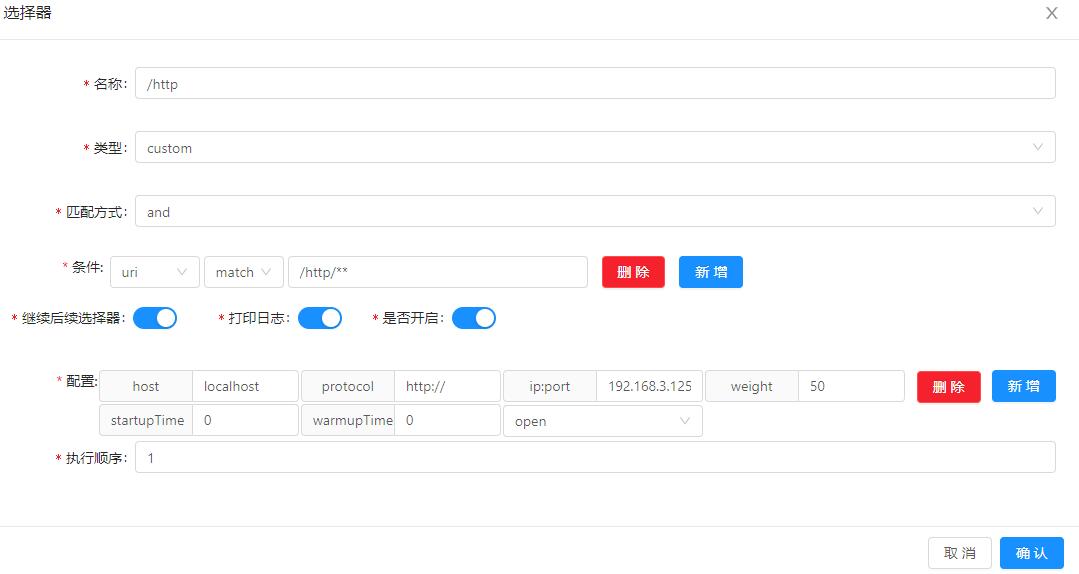 选择器
* 名称: /http
* 类型: custom
* 匹配方式: and
* 条件: uri match /http/** 删 除 新 增
* 继续后续选择器: * 打印日志: * 是否开启:
* 配置: host localhost protocol http:// ip:port 192.168.3.125 weight 50 删 除 新 增
startupTime 0 warmupTime 0 open
* 执行顺序: 1
取 消 确 认